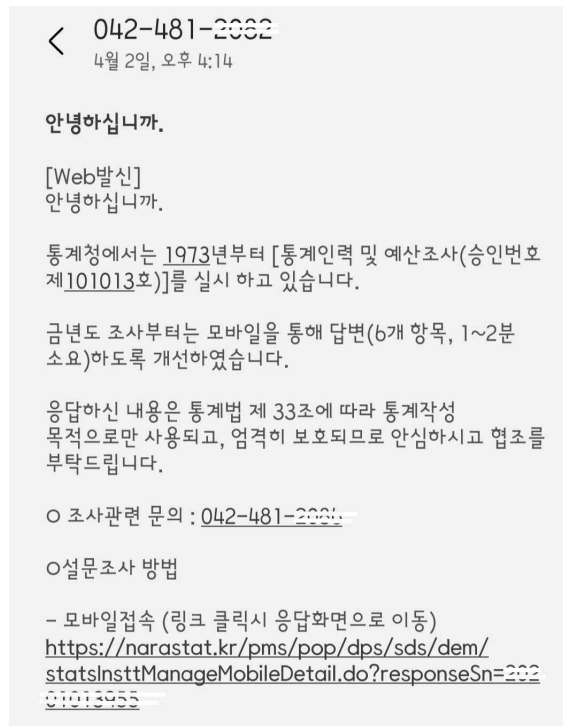 042-481-
4월 2일, 오후 4:14
안녕하십니까.
[Web발신]
안녕하십니까.
통계청에서는 1973년부터 [통계인력 및 예산조사(승인번호
제101013호)]를 실시 하고 있습니다.
금년도 조사부터는 모바일을 통해 답변(6개 항목, 1~2분
소요)하도록 개선하였습니다.
응답하신 내용은 통계법 제 33조에 따라 통계작성
목적으로만 사용되고, 엄격히 보호되므로 안심하시고 협조를
부탁드립니다.
O 조사관련 문의 : 042-481-
O설문조사 방법
- 모바일접속 (링크 클릭시 응답화면으로 이동)
https://narastat.kr/pms/pop/dps/sds/dem/
statsInsttManageMobileDetail.do?responseSn=